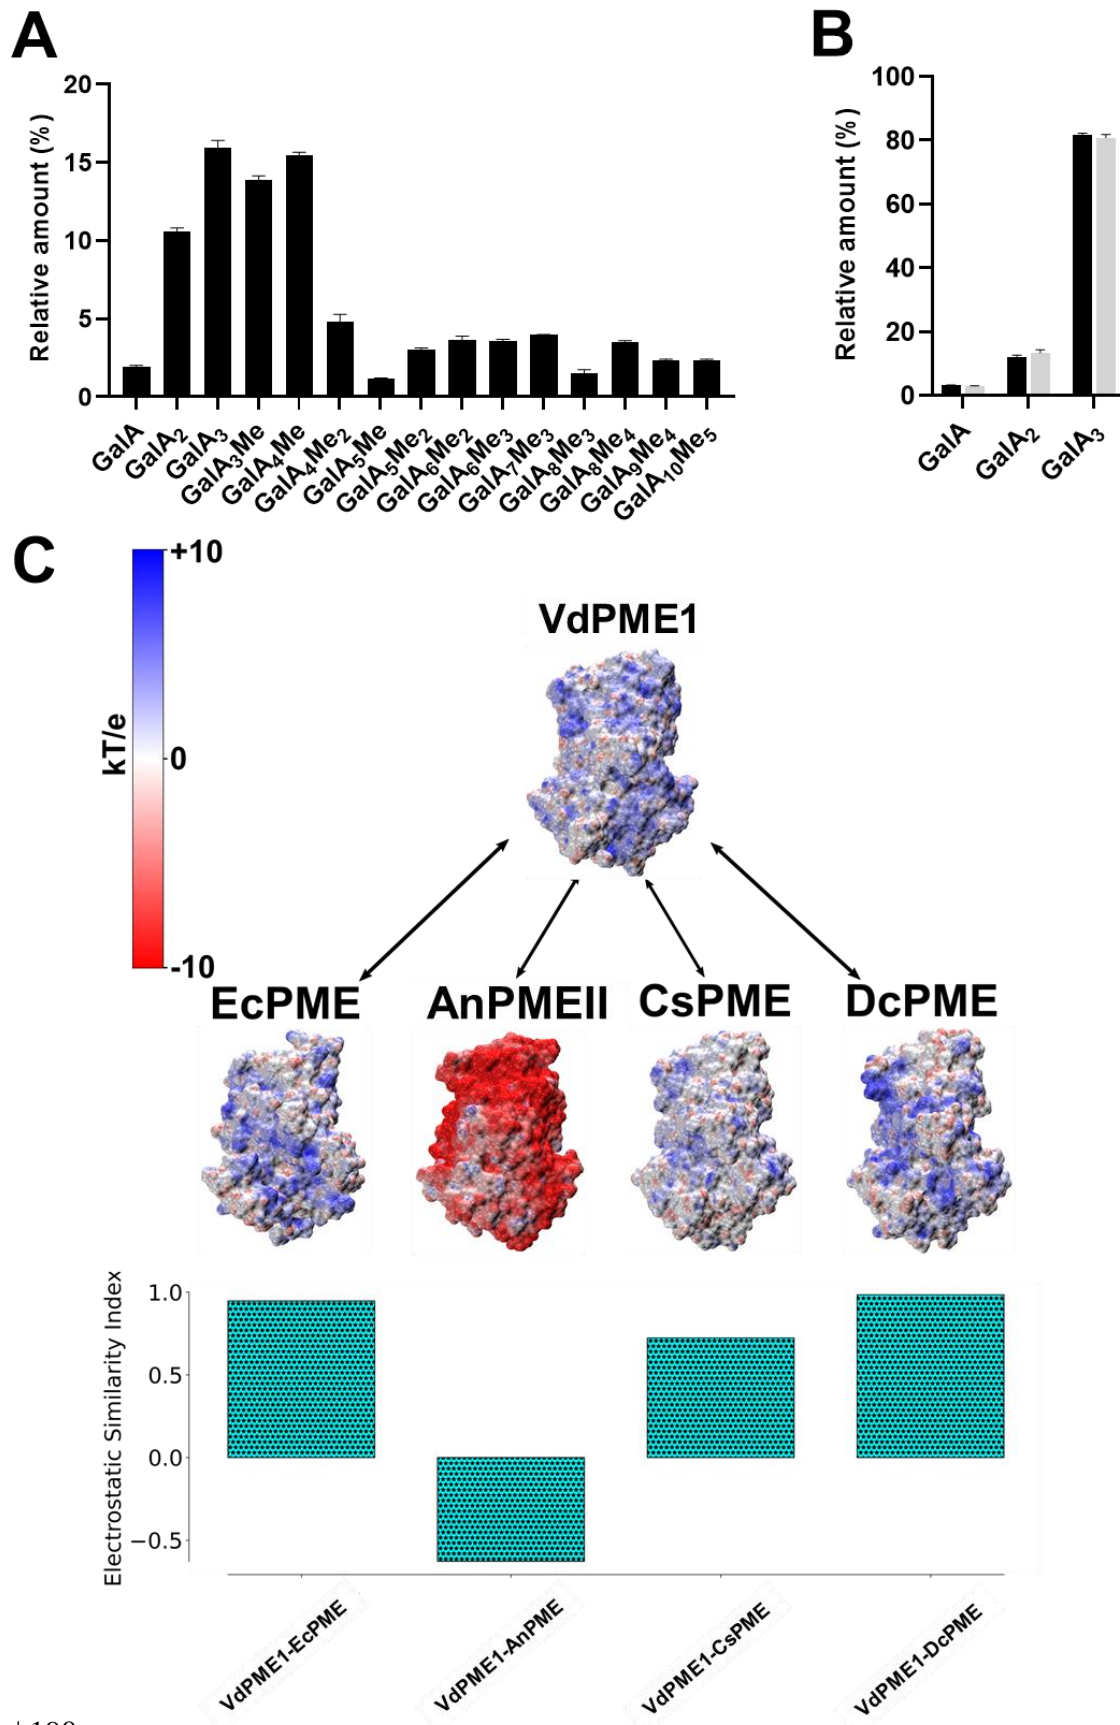 A
B
20
15
10
5
0
Relative amount (%)
GalA
GalA₂
GalA₃
GalA₃Me
GalA₄Me
GalA₄Me₂
GalA₅Me
GalA₅Me₂
GalA₆Me₂
GalA₆Me₃
GalA₇Me₃
GalA₈Me₃
GalA₈Me₄
GalA₉Me₄
GalA₁₀Me₅
100
80
60
40
20
0
Relative amount (%)
GalA
GalA₂
GalA₃
C
+10
0
-10
kT/e
VdPME1
EcPME
AnPMEII
CsPME
DcPME
Electrostatic Similarity Index
1.0
0.5
0.0
−0.5
VdPME1-EcPME
VdPME1-AnPME
VdPME1-CsPME
VdPME1-DcPME